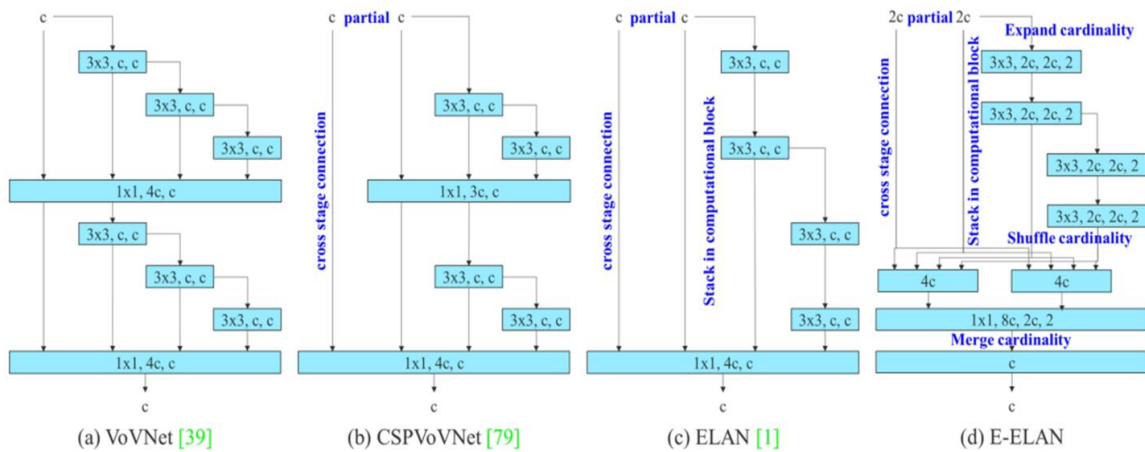 c
3x3, c, c
3x3, c, c
3x3, c, c
1x1, 4c, c
3x3, c, c
3x3, c, c
3x3, c, c
1x1, 4c, c
c
(a) VoVNet [39]
c partial c
cross stage connection
3x3, c, c
3x3, c, c
1x1, 3c, c
3x3, c, c
3x3, c, c
1x1, 4c, c
c
(b) CSPVoVNet [79]
c partial c
cross stage connection
Stack in computational block
3x3, c, c
3x3, c, c
3x3, c, c
3x3, c, c
1x1, 4c, c
c
(c) ELAN [1]
2c partial 2c
Expand cardinality
cross stage connection
Stack in computational block
3x3, 2c, 2c, 2
3x3, 2c, 2c, 2
3x3, 2c, 2c, 2
3x3, 2c, 2c, 2
Shuffle cardinality
4c
4c
1x1, 8c, 2c, 2
Merge cardinality
c
c
(d) E-ELAN